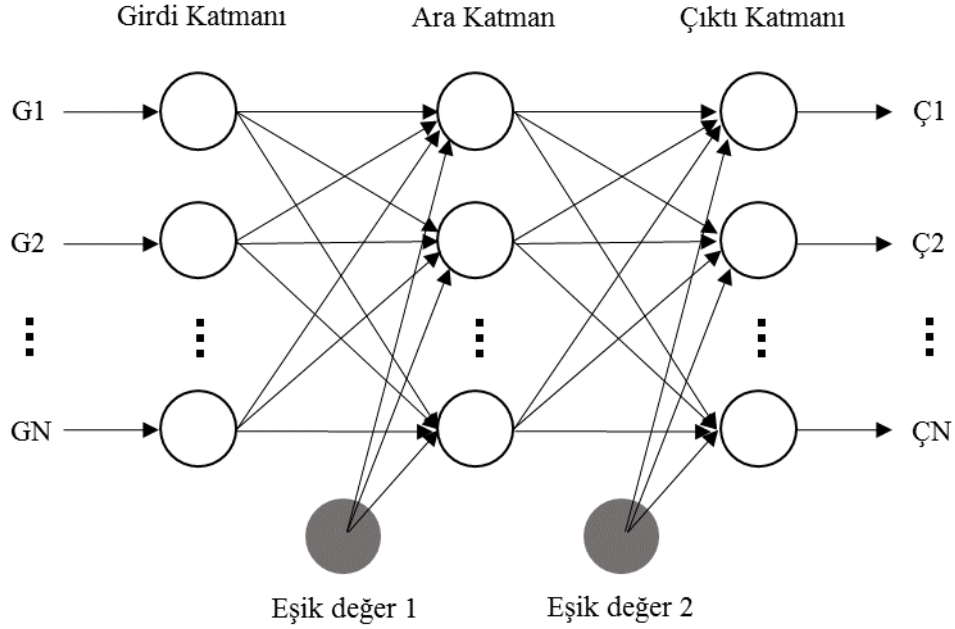 Girdi Katmanı
Ara Katman
Çıktı Katmanı
G1
Ç1
G2
Ç2
GN
ÇN
Eşik değer 1
Eşik değer 2